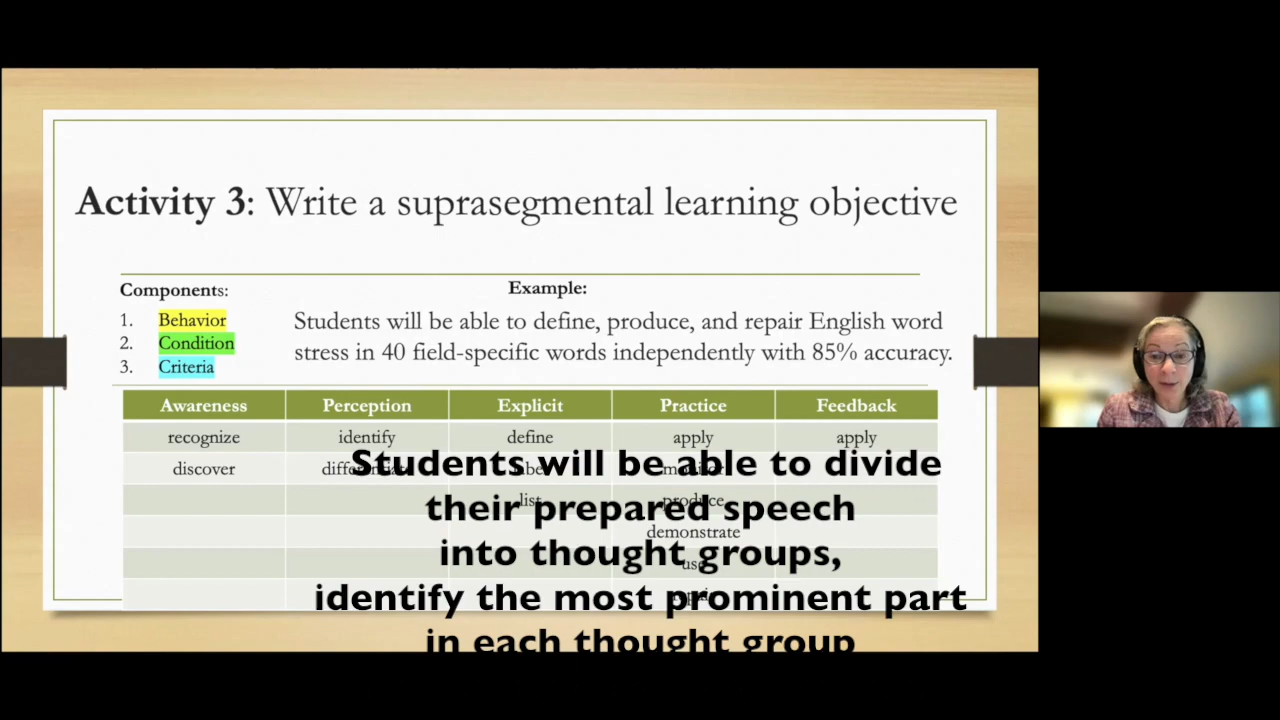 Activity 3: Write a suprasegmental learning objective
Components:
Example:
1. Behavior
2. Condition
3. Criteria
Students will be able to define, produce, and repair English word
stress in 40 field-specific words independently with 85% accuracy.
Awareness Perception Explicit Practice Feedback
recognize identify define apply apply
discover
list produce
demonstrate
use
Students will be able to divide
their prepared speech
into thought groups,
identify the most prominent part
in each thought group